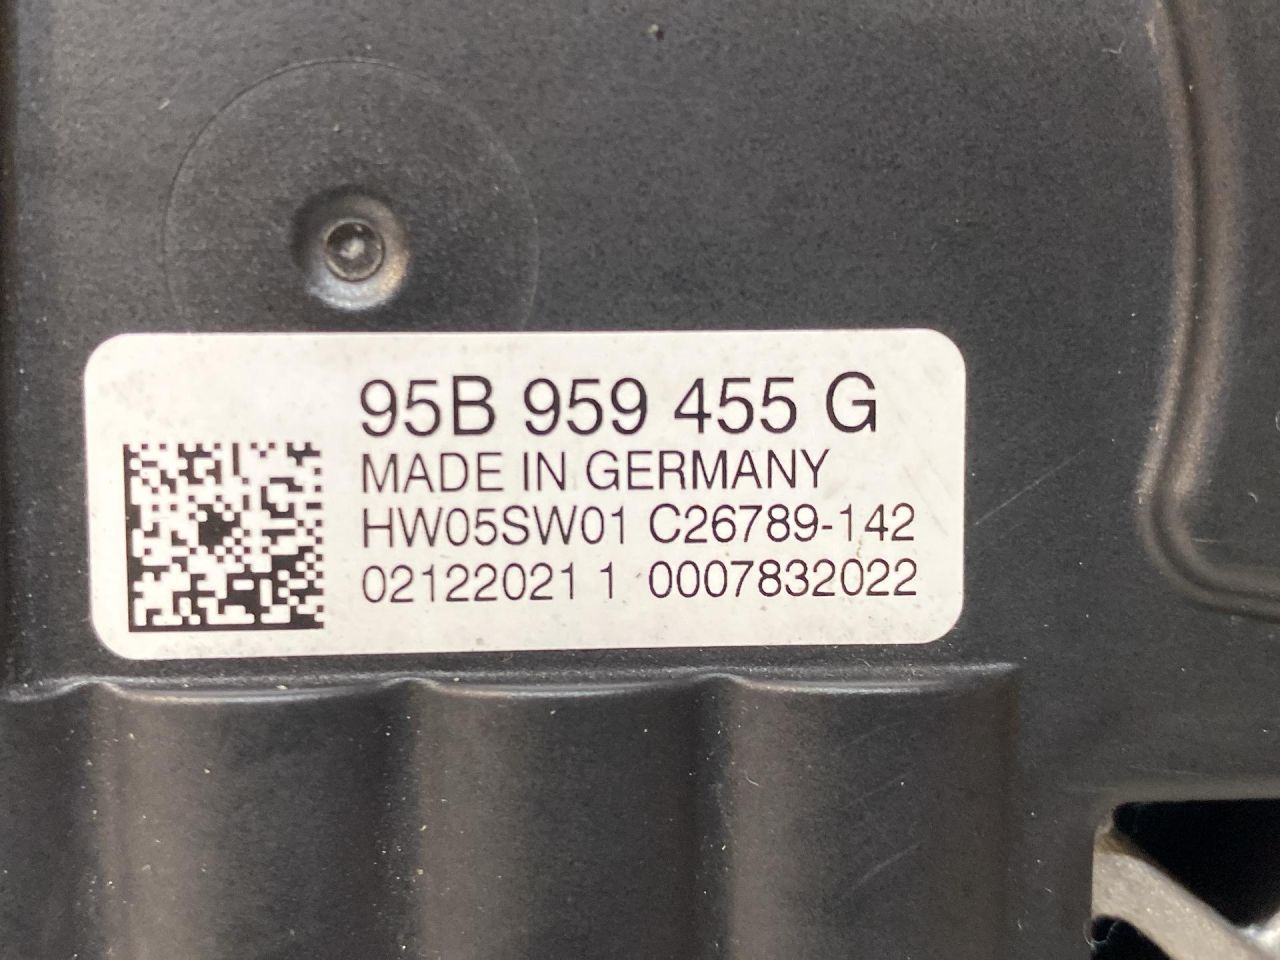 95B 959 455 G
MADE IN GERMANY
HW05SW01 C26789-142
02122021 1 0007832022